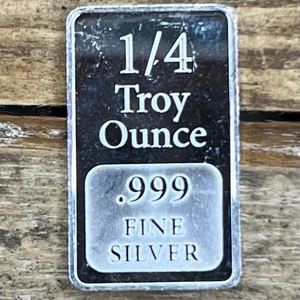 1/4
Troy
Ounce
.999
FINE
SILVER